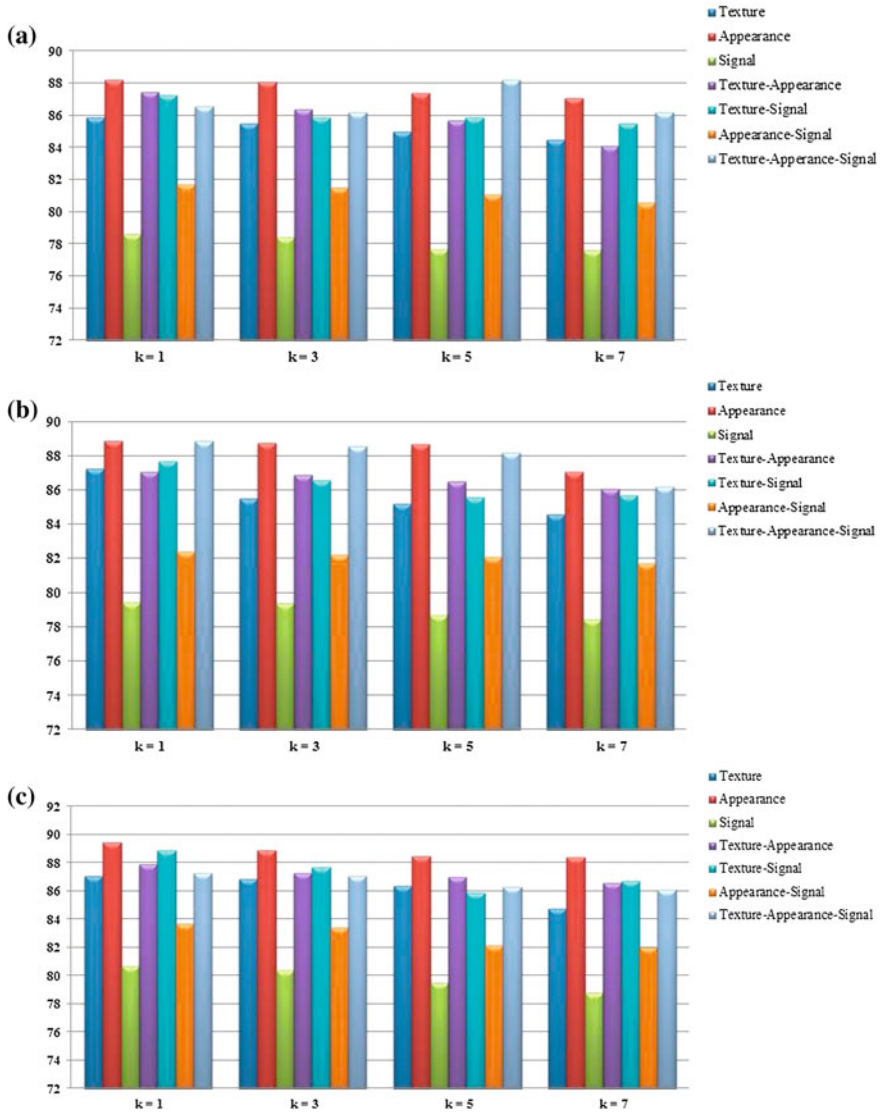 (a)
90
88
86
84
82
80
78
76
74
72
k = 1 k = 3 k = 5 k = 7
Texture
Appearance
Signal
Texture-Appearance
Texture-Signal
Appearance-Signal
Texture-Apperance-Signal
(b)
90
88
86
84
82
80
78
76
74
72
k = 1 k = 3 k = 5 k = 7
Texture
Appearance
Signal
Texture-Appearance
Texture-Signal
Appearance-Signal
Texture-Appearance-Signal
(c)
92
90
88
86
84
82
80
78
76
74
72
k = 1 k = 3 k = 5 k = 7
Texture
Appearance
Signal
Texture-Appearance
Texture-Signal
Appearance-Signal
Texture-Appearance-Signal